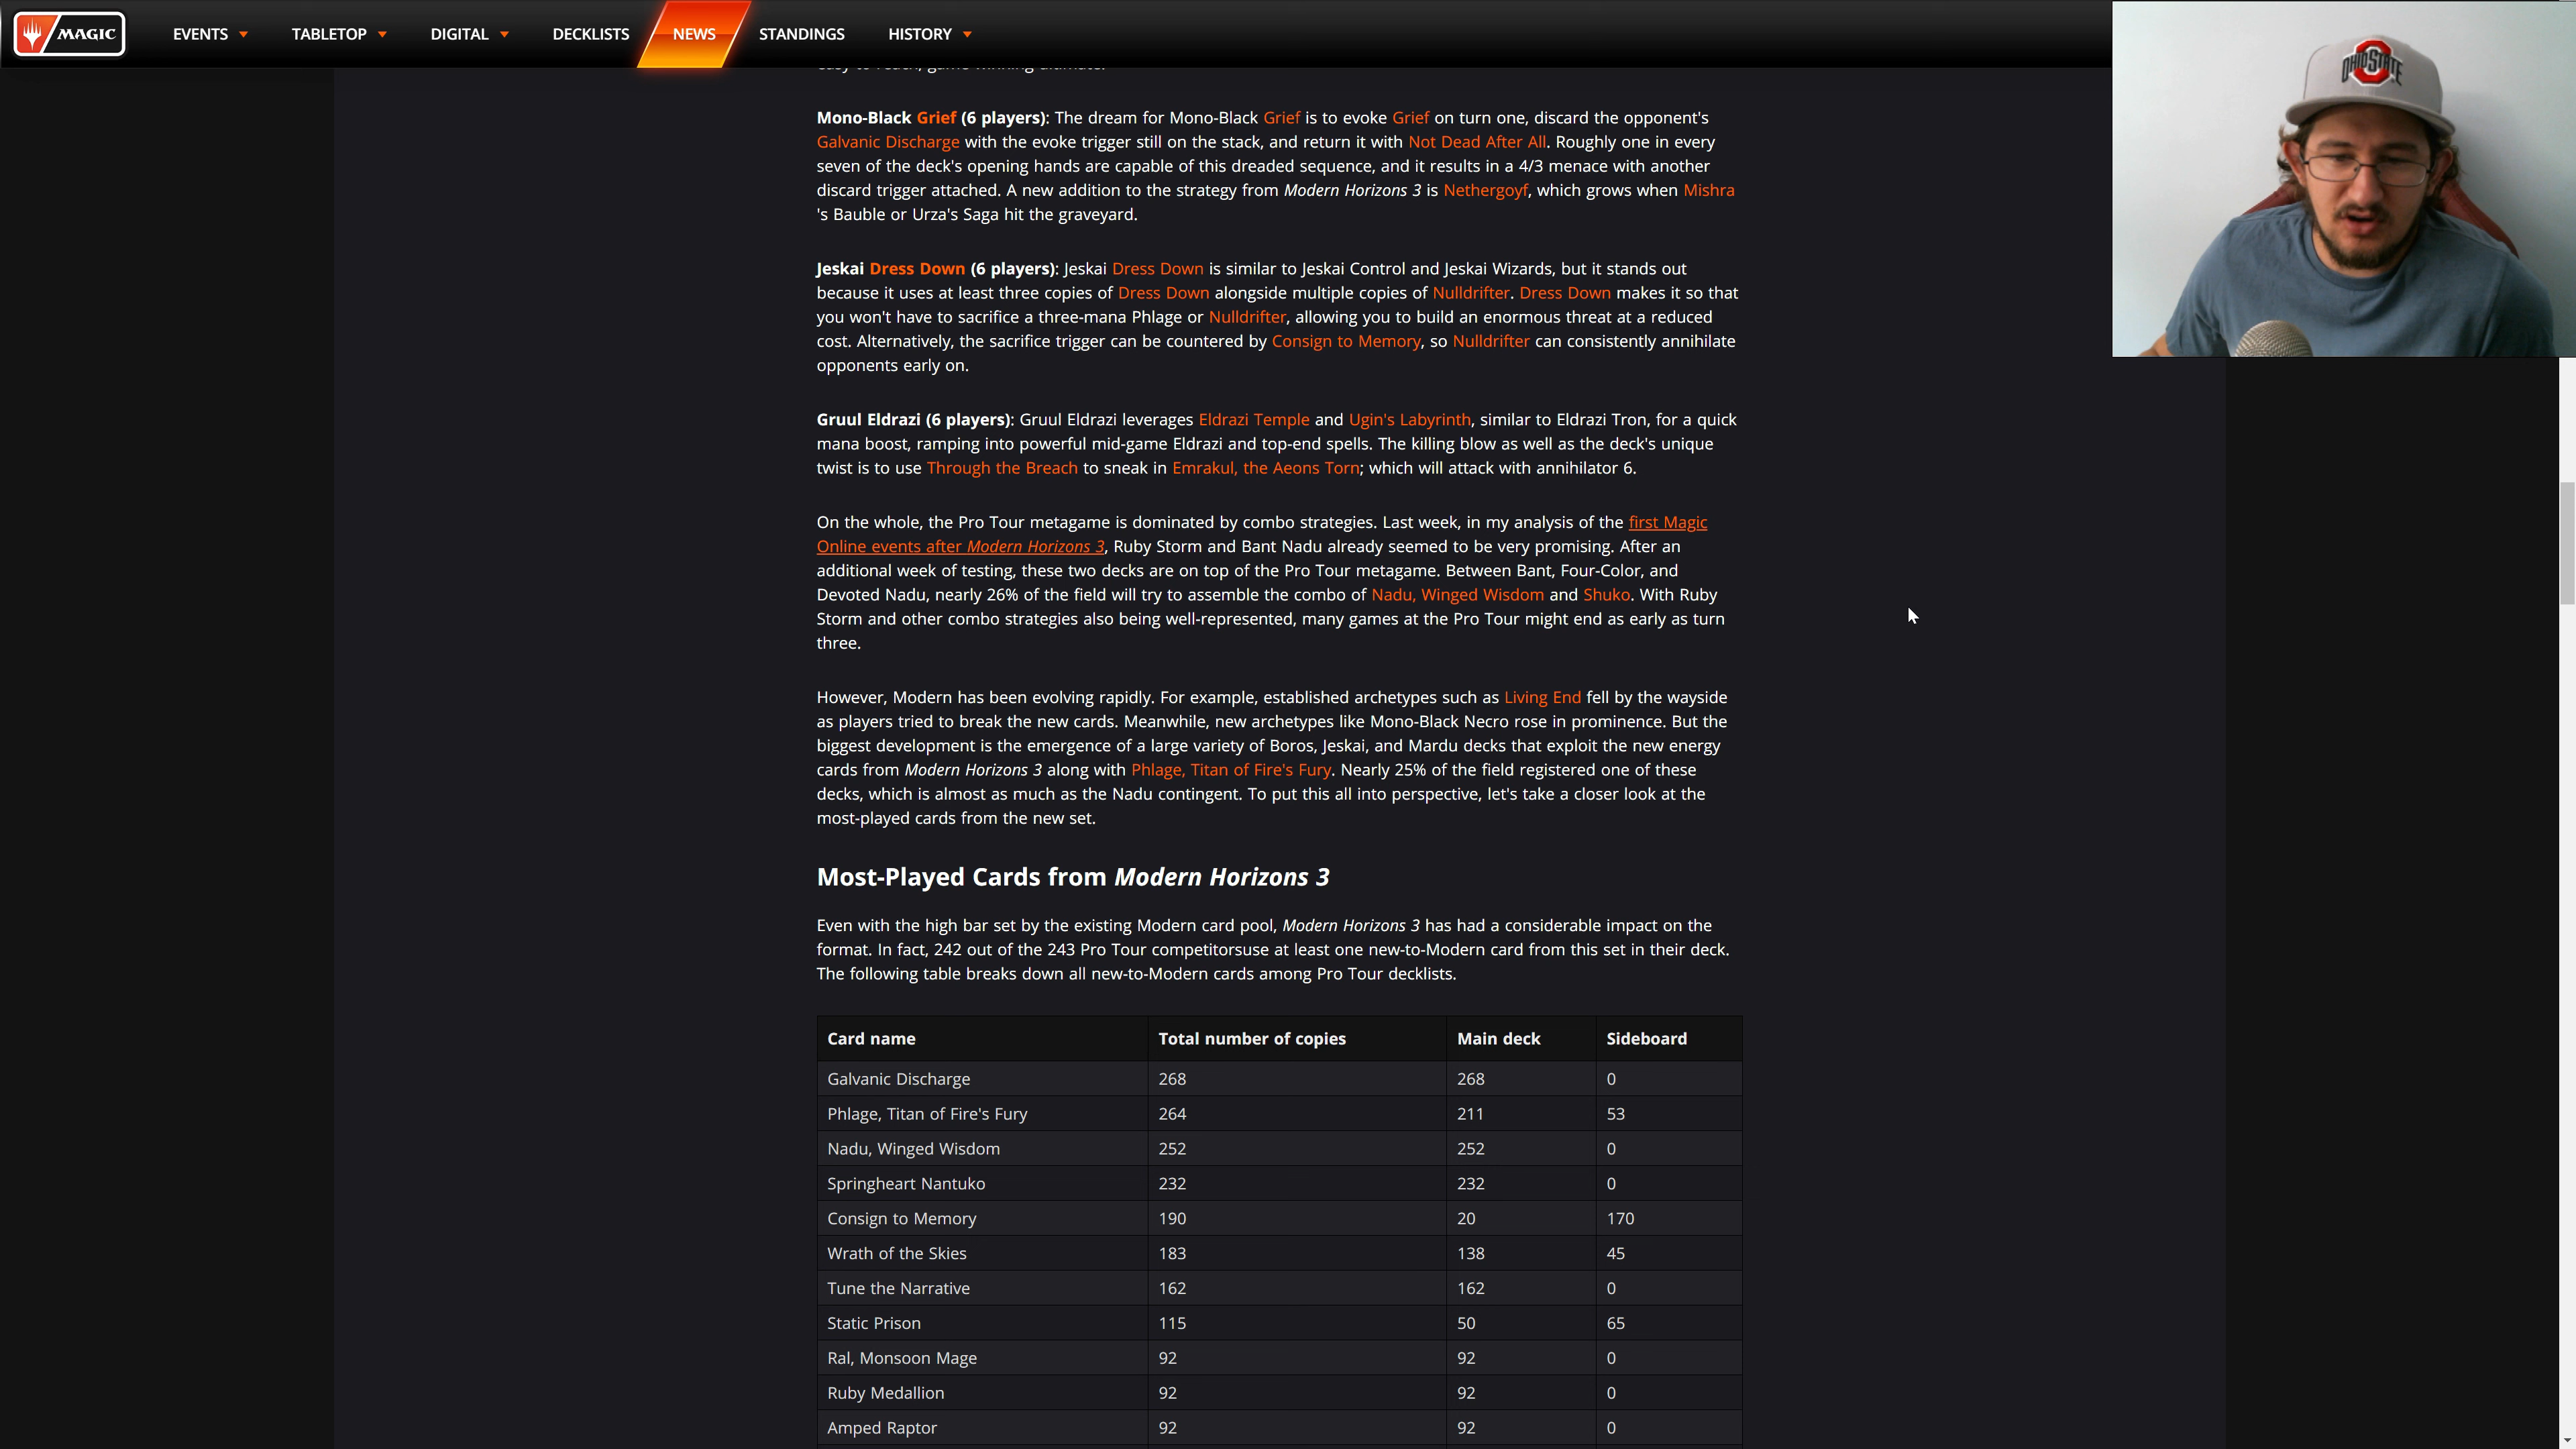 MAGIC
EVENTS
TABLETOP
DIGITAL
DECKLISTS
NEWS
STANDINGS
HISTORY
easy-to-reach, game-winning ultimate.
OHIO STATE
Mono-Black Grief (6 players): The dream for Mono-Black Grief is to evoke Grief on turn one, discard the opponent's
Galvanic Discharge with the evoke trigger still on the stack, and return it with Not Dead After All. Roughly one in every
seven of the deck's opening hands are capable of this dreaded sequence, and it results in a 4/3 menace with another
discard trigger attached. A new addition to the strategy from Modern Horizons 3 is Nethergoyf, which grows when Mishra
's Bauble or Urza's Saga hit the graveyard.
Jeskai Dress Down (6 players): Jeskai Dress Down is similar to Jeskai Control and Jeskai Wizards, but it stands out
because it uses at least three copies of Dress Down alongside multiple copies of Nulldrifter. Dress Down makes it so that
you won't have to sacrifice a three-mana Phlage or Nulldrifter, allowing you to build an enormous threat at a reduced
cost. Alternatively, the sacrifice trigger can be countered by Consign to Memory, so Nulldrifter can consistently annihilate
opponents early on.
Gruul Eldrazi (6 players): Gruul Eldrazi leverages Eldrazi Temple and Ugin's Labyrinth, similar to Eldrazi Tron, for a quick
mana boost, ramping into powerful mid-game Eldrazi and top-end spells. The killing blow as well as the deck's unique
twist is to use Through the Breach to sneak in Emrakul, the Aeons Torn; which will attack with annihilator 6.
On the whole, the Pro Tour metagame is dominated by combo strategies. Last week, in my analysis of the first Magic
Online events after Modern Horizons 3, Ruby Storm and Bant Nadu already seemed to be very promising. After an
additional week of testing, these two decks are on top of the Pro Tour metagame. Between Bant, Four-Color, and
Devoted Nadu, nearly 26% of the field will try to assemble the combo of Nadu, Winged Wisdom and Shuko. With Ruby
Storm and other combo strategies also being well-represented, many games at the Pro Tour might end as early as turn
three.
However, Modern has been evolving rapidly. For example, established archetypes such as Living End fell by the wayside
as players tried to break the new cards. Meanwhile, new archetypes like Mono-Black Necro rose in prominence. But the
biggest development is the emergence of a large variety of Boros, Jeskai, and Mardu decks that exploit the new energy
cards from Modern Horizons 3 along with Phlage, Titan of Fire's Fury. Nearly 25% of the field registered one of these
decks, which is almost as much as the Nadu contingent. To put this all into perspective, let's take a closer look at the
most-played cards from the new set.
Most-Played Cards from Modern Horizons 3
Even with the high bar set by the existing Modern card pool, Modern Horizons 3 has had a considerable impact on the
format. In fact, 242 out of the 243 Pro Tour competitorsuse at least one new-to-Modern card from this set in their deck.
The following table breaks down all new-to-Modern cards among Pro Tour decklists.
Card name Total number of copies Main deck Sideboard
Galvanic Discharge 268 268 0
Phlage, Titan of Fire's Fury 264 211 53
Nadu, Winged Wisdom 252 252 0
Springheart Nantuko 232 232 0
Consign to Memory 190 20 170
Wrath of the Skies 183 138 45
Tune the Narrative 162 162 0
Static Prison 115 50 65
Ral, Monsoon Mage 92 92 0
Ruby Medallion 92 92 0
Amped Raptor 92 92 0